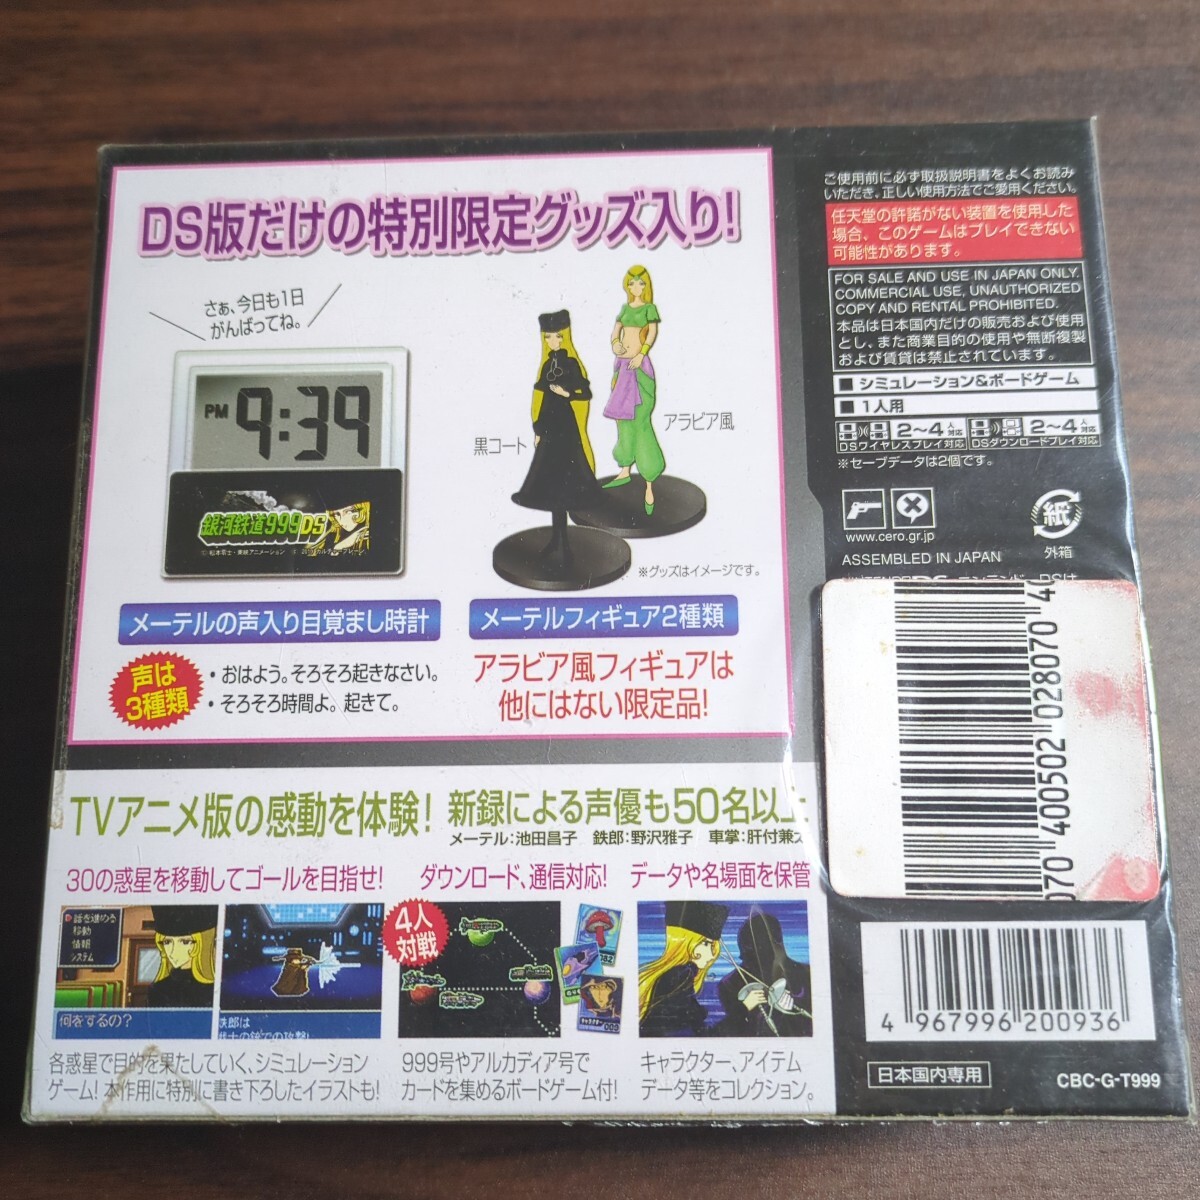 DS版だけの特別限定グッズ入り!
さぁ、今日も1日
がんばってね。
PM 9:39
銀河鉄道999DS
黒コート
アラビア風
※グッズはイメージです。
メーテルの声入り目覚まし時計
メーテルフィギュア2種類
声は
3種類
・おはよう。そろそろ起きなさい。
・そろそろ時間よ。起きて。
アラビア風フィギュアは
他にはない限定品!
TVアニメ版の感動を体験! 新録による声優も50名以上
メーテル:池田昌子 鉄郎:野沢雅子 車掌:肝付兼太
30の惑星を移動してゴールを目指せ!
話を進める
移動
情報
システム
何をするの?
鉄郎は
各惑星で目的を果たしていく、シミュレーション
ゲーム! 本作用に特別に書き下ろしたイラストも!
ダウンロード、通信対応!
4人
対戦
999号やアルカディア号で
カードを集めるボードゲーム付!
データや名場面を保管
キャラクター、アイテム
データ等をコレクション。
ご使用前に必ず取扱説明書をよくお読み
いただき、正しい使用方法でご愛用ください。
任天堂の許諾がない装置を使用した
場合、このゲームはプレイできない
可能性があります。
FOR SALE AND USE IN JAPAN ONLY.
COMMERCIAL USE, UNAUTHORIZED
COPY AND RENTAL PROHIBITED.
本品は日本国内だけの販売および使用
とし、また商業目的の使用や無断複製
および賃貸は禁止されています。
■ シミュレーション&ボードゲーム
■ 1人用
2～4人対応 DSワイヤレスプレイ対応
2～4人対応 DSダウンロードプレイ対応
※セーブデータは2個です。
www.cero.gr.jp
紙
外箱
ASSEMBLED IN JAPAN
400502 028070
4 967996 200936
日本国内専用
CBC-G-T999